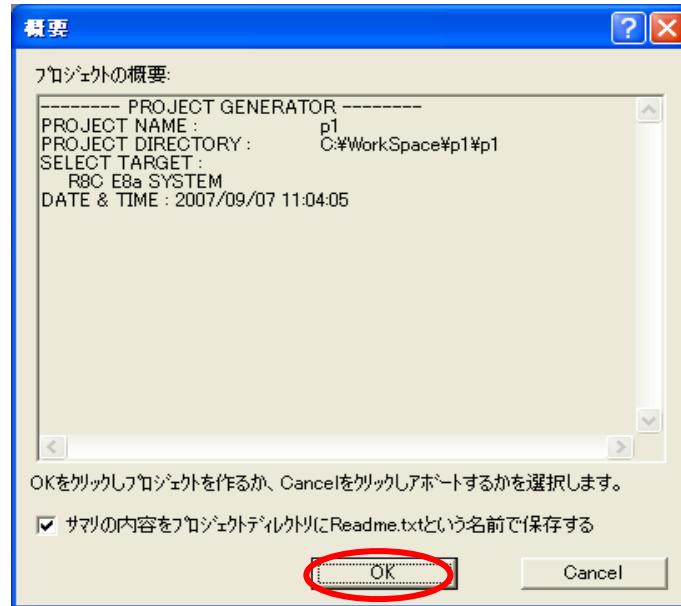 概要
プロジェクトの概要:
-------- PROJECT GENERATOR --------
PROJECT NAME : p1
PROJECT DIRECTORY : C:¥WorkSpace¥p1¥p1
SELECT TARGET :
R8C E8a SYSTEM
DATE & TIME : 2007/09/07 11:04:05
OKをクリックしプロジェクトを作るか、Cancelをクリックしアボートするかを選択します。
サマリの内容をプロジェクトディレクトリにReadme.txtという名前で保存する
OK Cancel